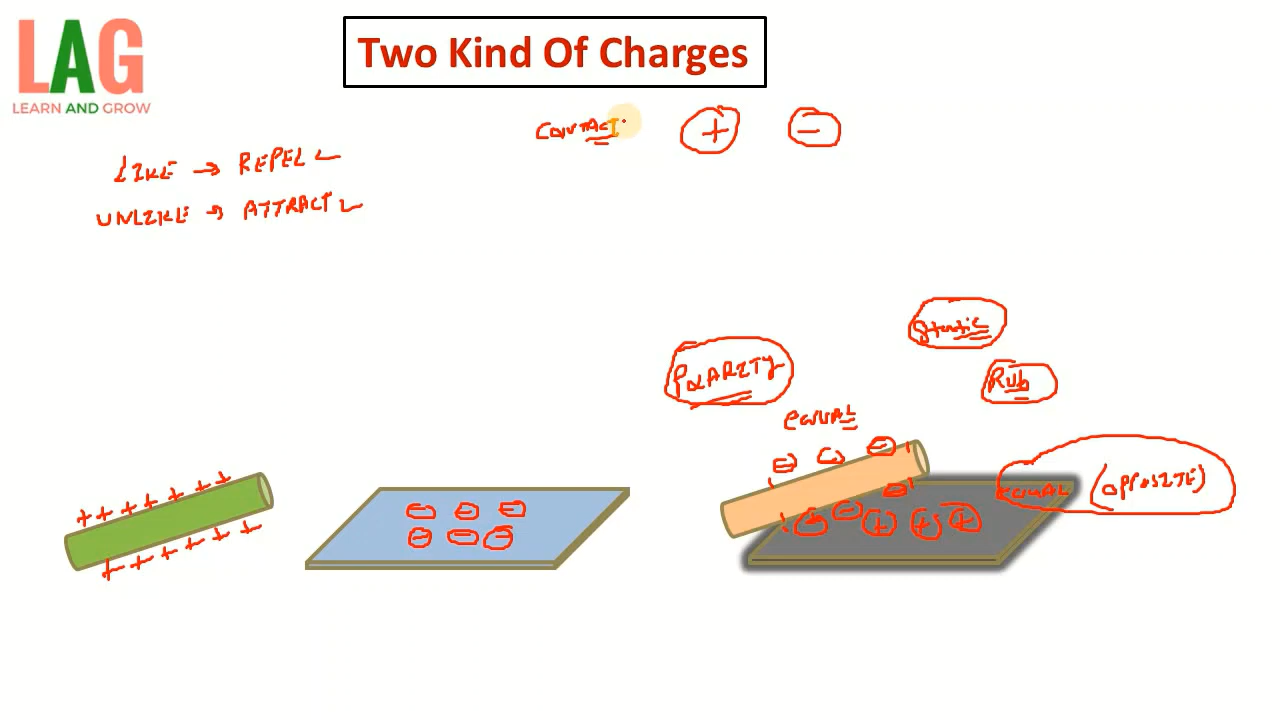 LAG
LEARN AND GROW
Two Kind Of Charges
CONTACT
+ −
LIKE → REPEL
UNLIKE → ATTRACT
Static
POLARITY
Rub
EQUAL
EQUAL (OPPOSITE)
+ + + + + + +
− − −
− − −
− − −
−
+ − + + +
+ + + + + +